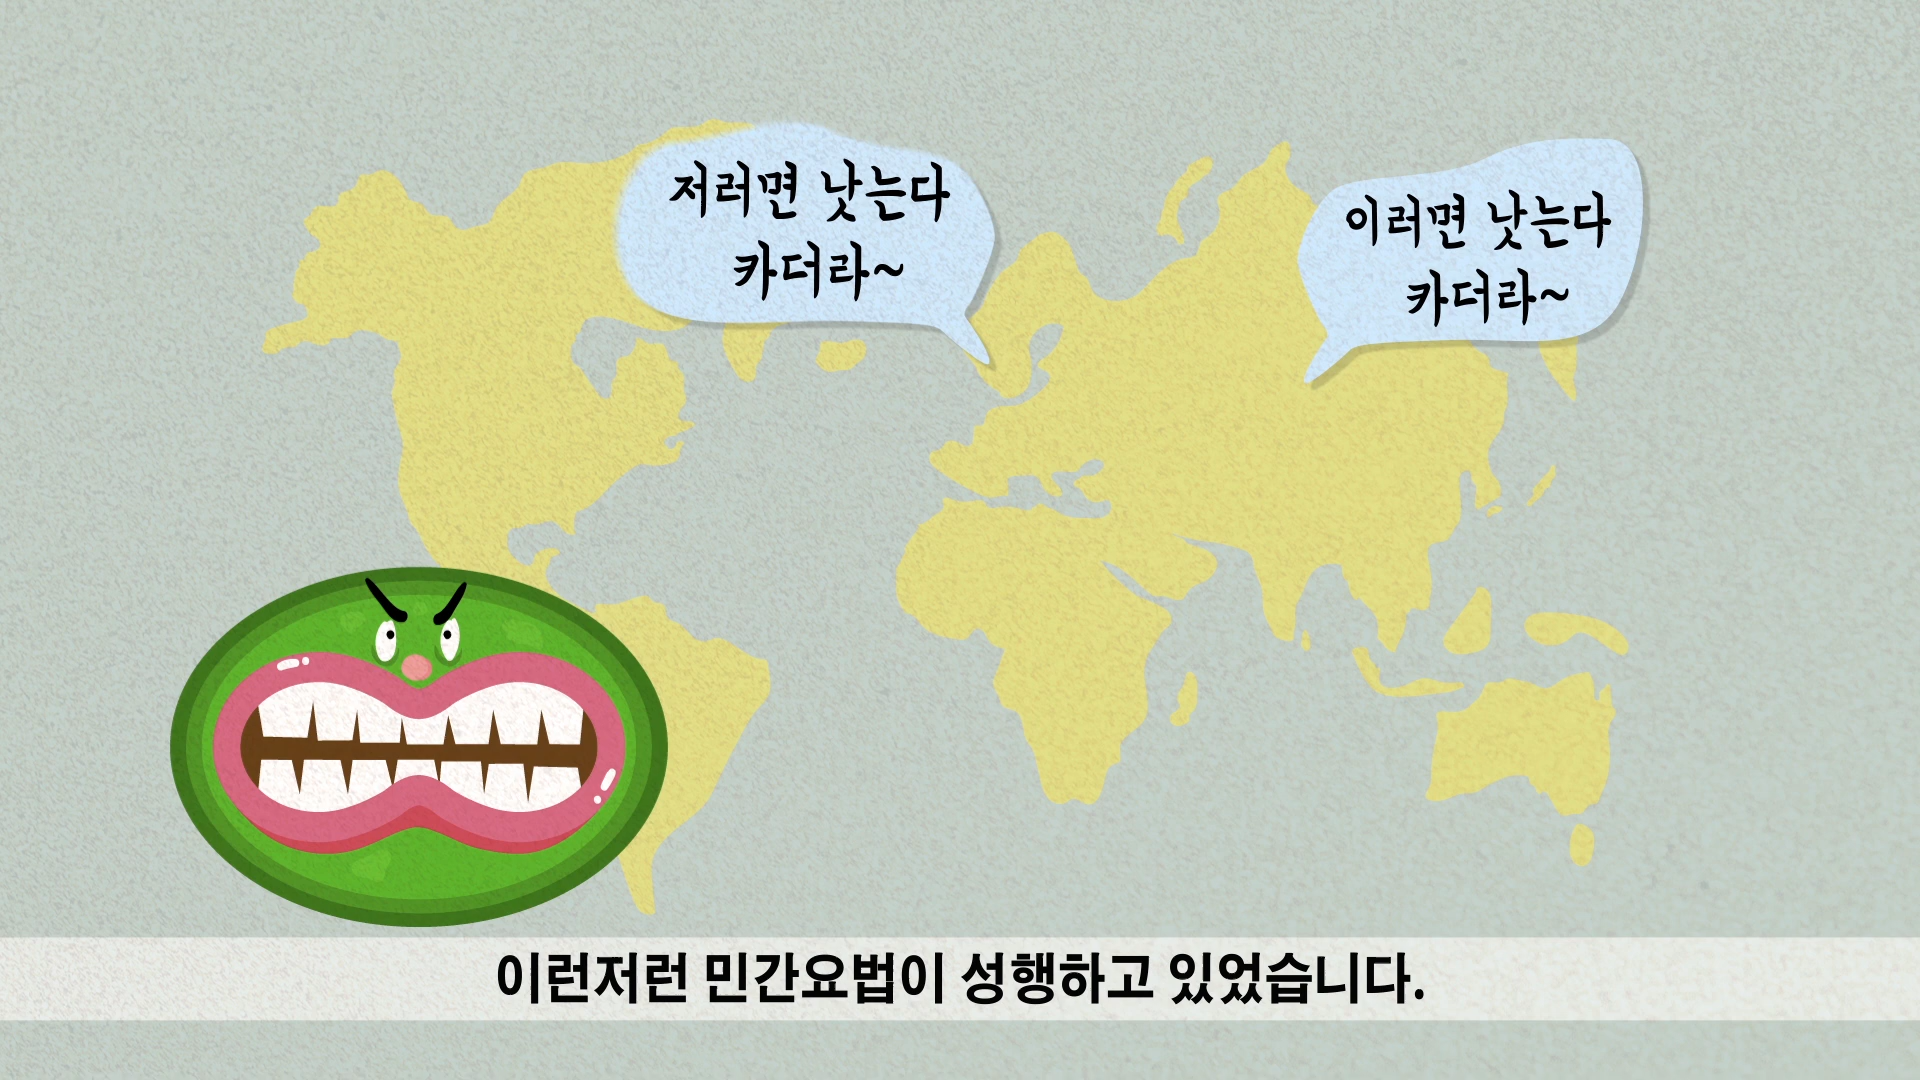 저러면 낫는다
카더라~
이러면 낫는다
카더라~
이런저런 민간요법이 성행하고 있었습니다.